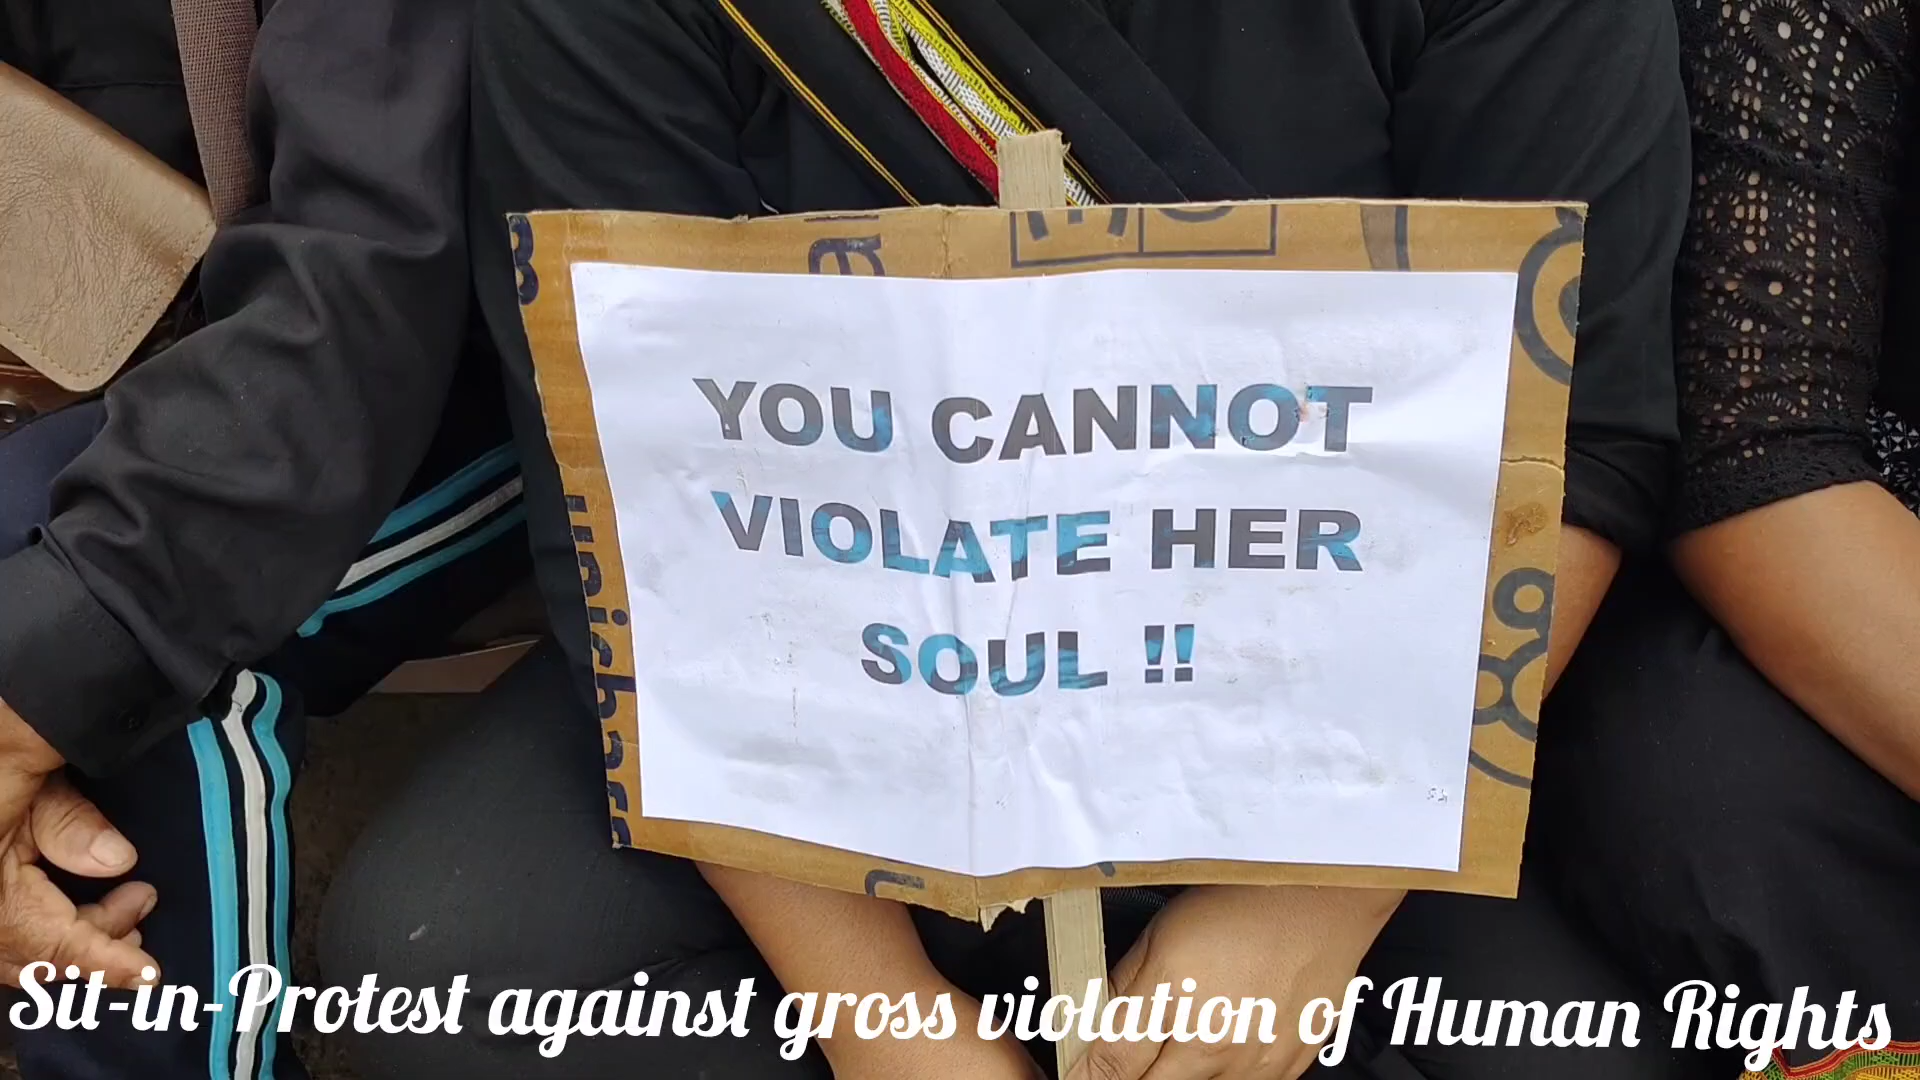 YOU CANNOT
VIOLATE HER
SOUL !!
Sit-in-Protest against gross violation of Human Rights